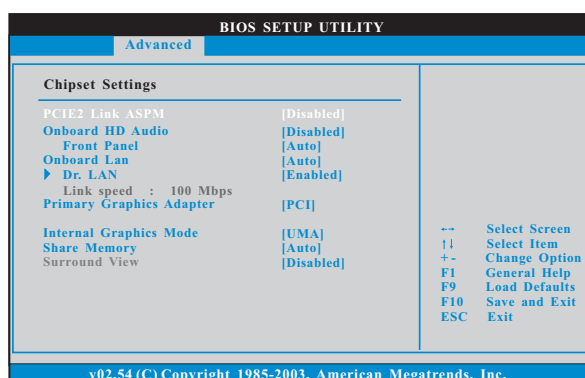 BIOS SETUP UTILITY
Advanced
Chipset Settings
PCIE2 Link ASPM [Disabled]
Onboard HD Audio [Disabled]
Front Panel [Auto]
Onboard Lan [Auto]
Dr. LAN [Enabled]
Link speed : 100 Mbps
Primary Graphics Adapter [PCI]
Internal Graphics Mode [UMA]
Share Memory [Auto]
Surround View [Disabled]
←→ Select Screen
↑↓ Select Item
+ - Change Option
F1 General Help
F9 Load Defaults
F10 Save and Exit
ESC Exit
v02.54 (C) Copyright 1985-2003, American Megatrends, Inc.